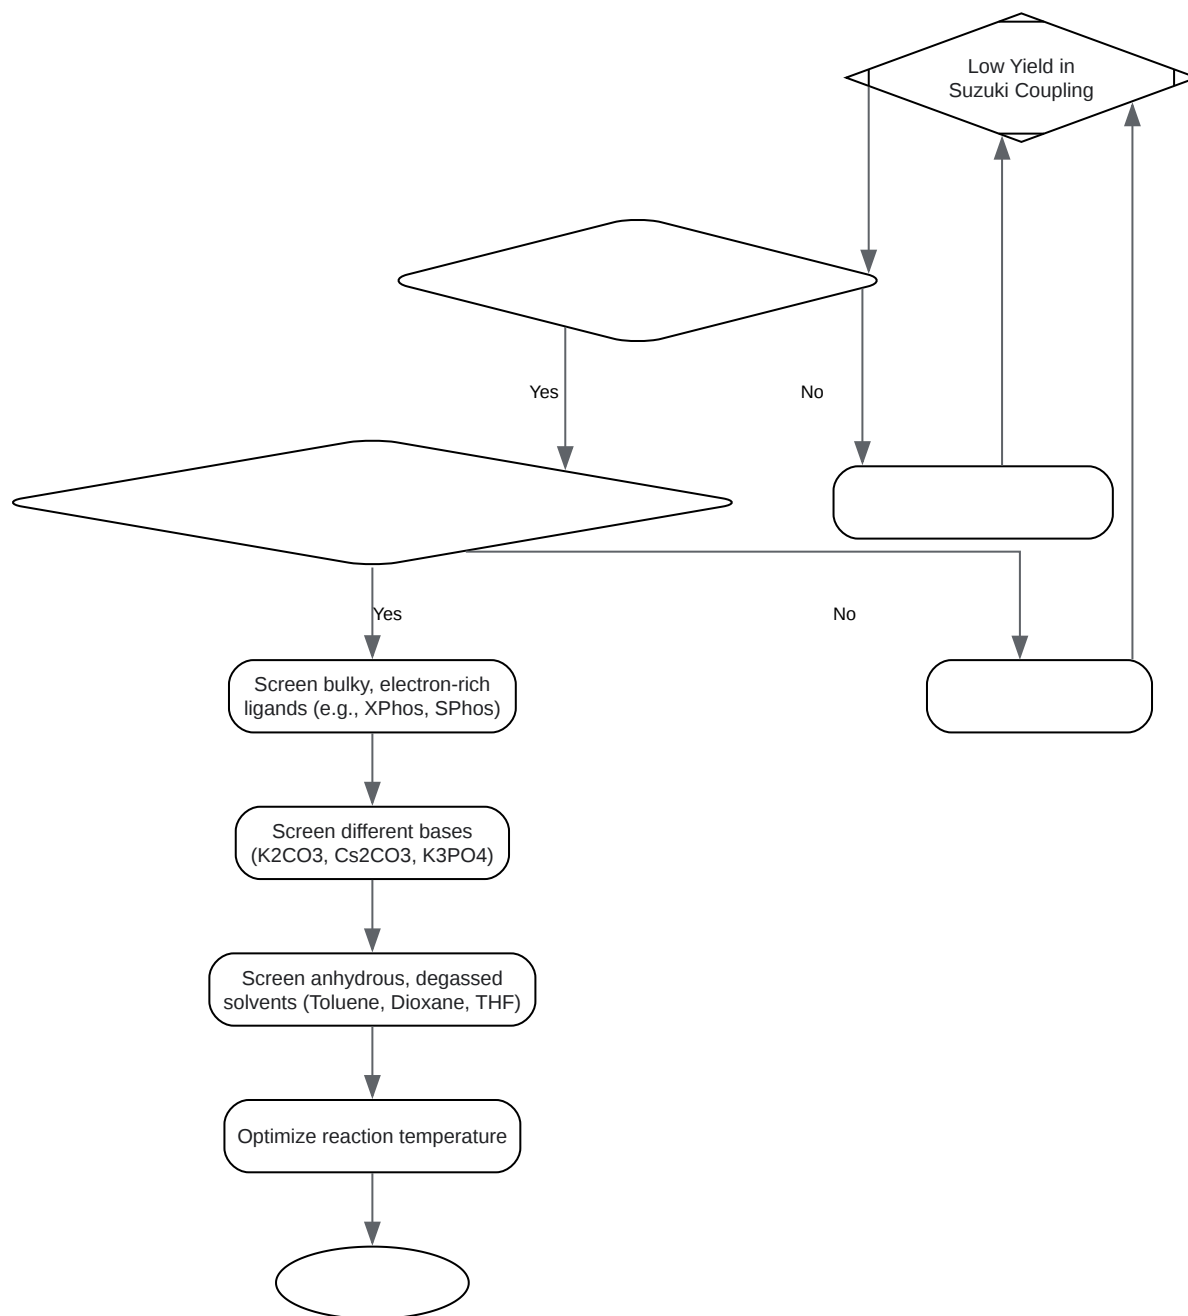 Low Yield in
Suzuki Coupling
Yes
No
Yes
No
Screen bulky, electron-rich
ligands (e.g., XPhos, SPhos)
Screen different bases
(K2CO3, Cs2CO3, K3PO4)
Screen anhydrous, degassed
solvents (Toluene, Dioxane, THF)
Optimize reaction temperature